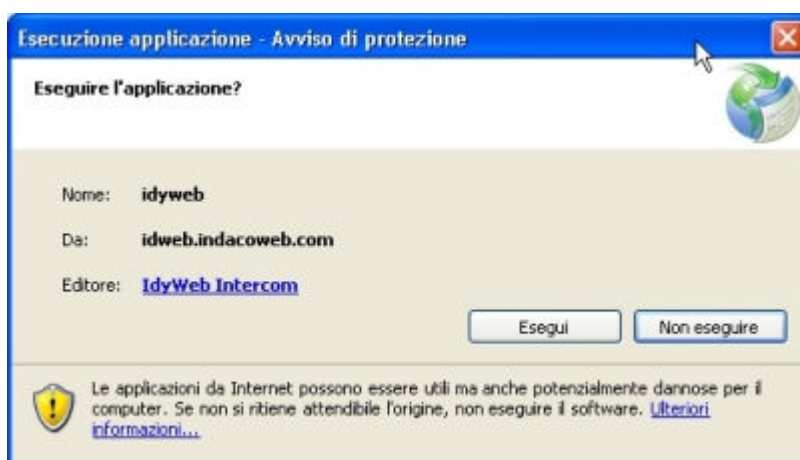 Esecuzione applicazione - Avviso di protezione
Eseguire l'applicazione?
Nome: idyweb
Da: idweb.indacoweb.com
Editore: IdyWeb Intercom
Esegui Non eseguire
Le applicazioni da Internet possono essere utili ma anche potenzialmente dannose per il
computer. Se non si ritiene attendibile l'origine, non eseguire il software. Ulteriori
informazioni...